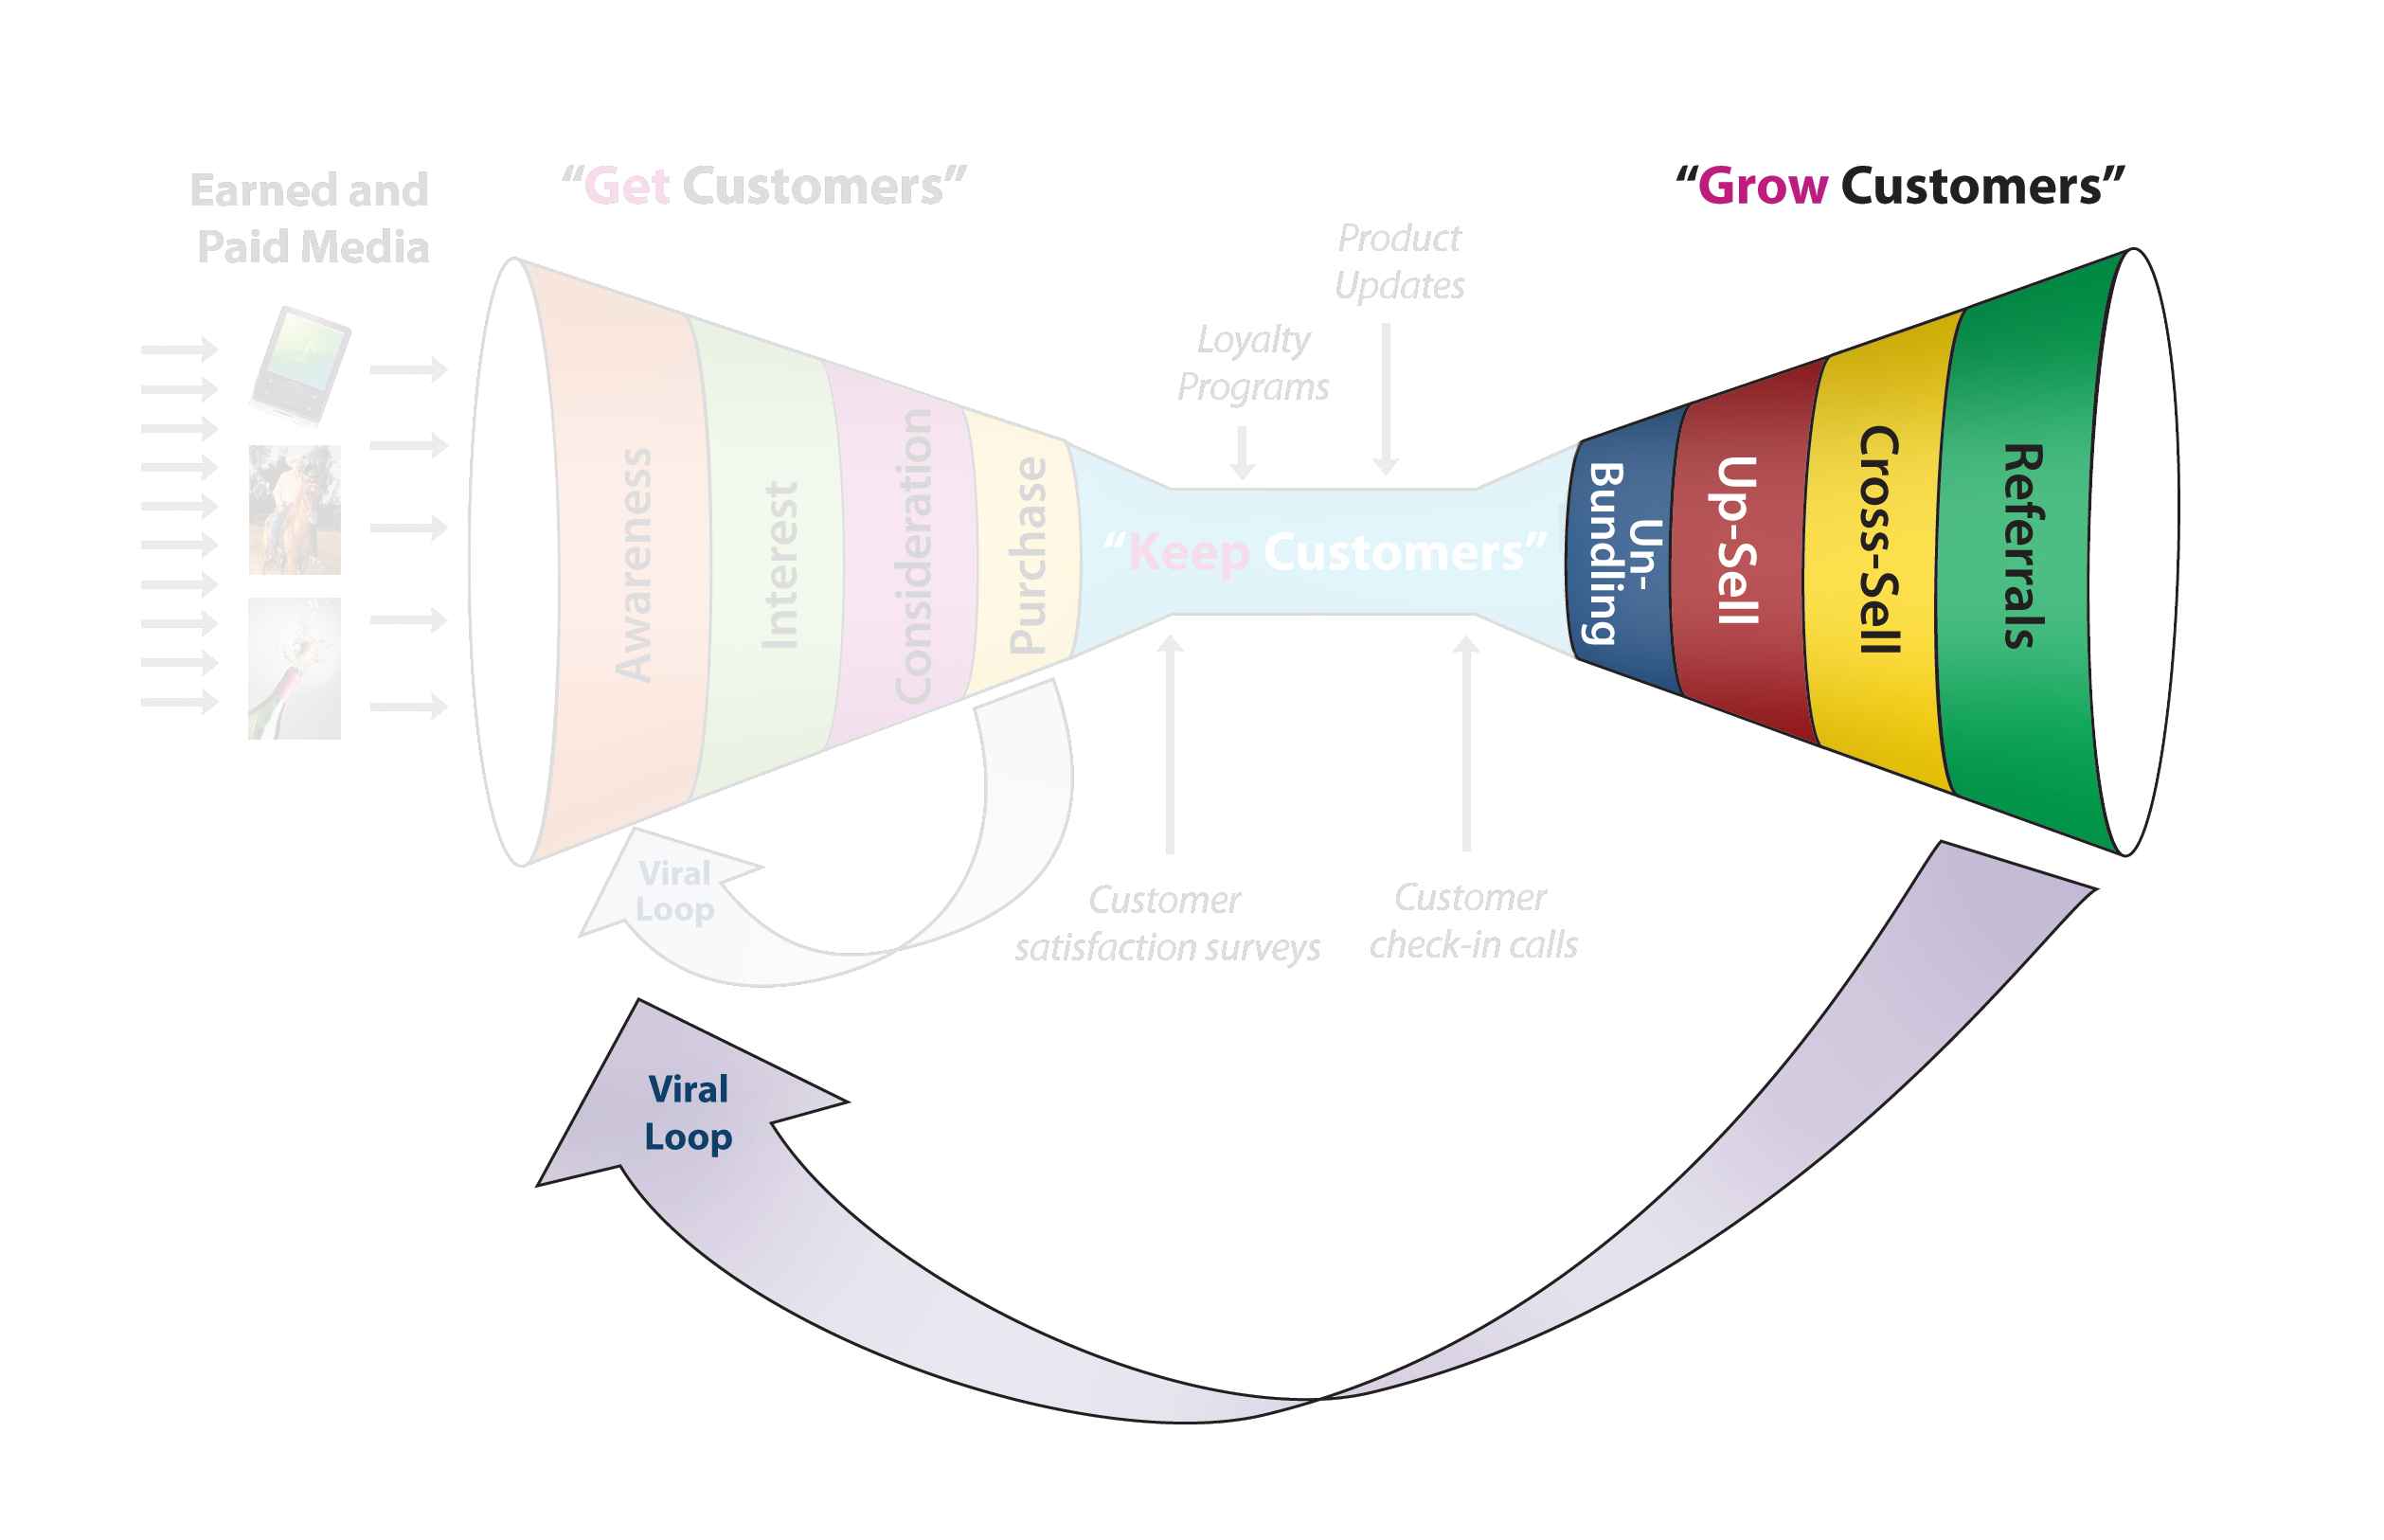 Earned and
Paid Media
“Get Customers”
“Grow Customers”
Product
Updates
Loyalty
Programs
Awareness
Interest
Consideration
Purchase
“Keep Customers”
Un-
Bundling
Up-Sell
Cross-Sell
Referrals
Viral
Loop
Customer
satisfaction surveys
Customer
check-in calls
Viral
Loop